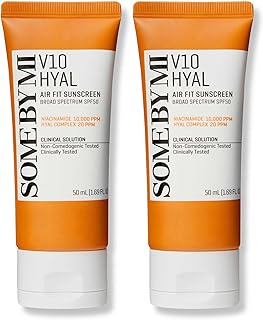 SOME BY MI
V10
HYAL
AIR FIT SUNSCREEN
BROAD SPECTRUM SPF50
NIACINAMIDE 10,000 PPM
HYAL COMPLEX 20 PPM
CLINICAL SOLUTION
Non-Comedogenic Tested
Clinically Tested
50 mL [1.69 fl.oz]
SOME BY MI
V10
HYAL
AIR FIT SUNSCREEN
BROAD SPECTRUM SPF50
NIACINAMIDE 10,000 PPM
HYAL COMPLEX 20 PPM
CLINICAL SOLUTION
Non-Comedogenic Tested
Clinically Tested
50 mL [1.69 fl.oz]